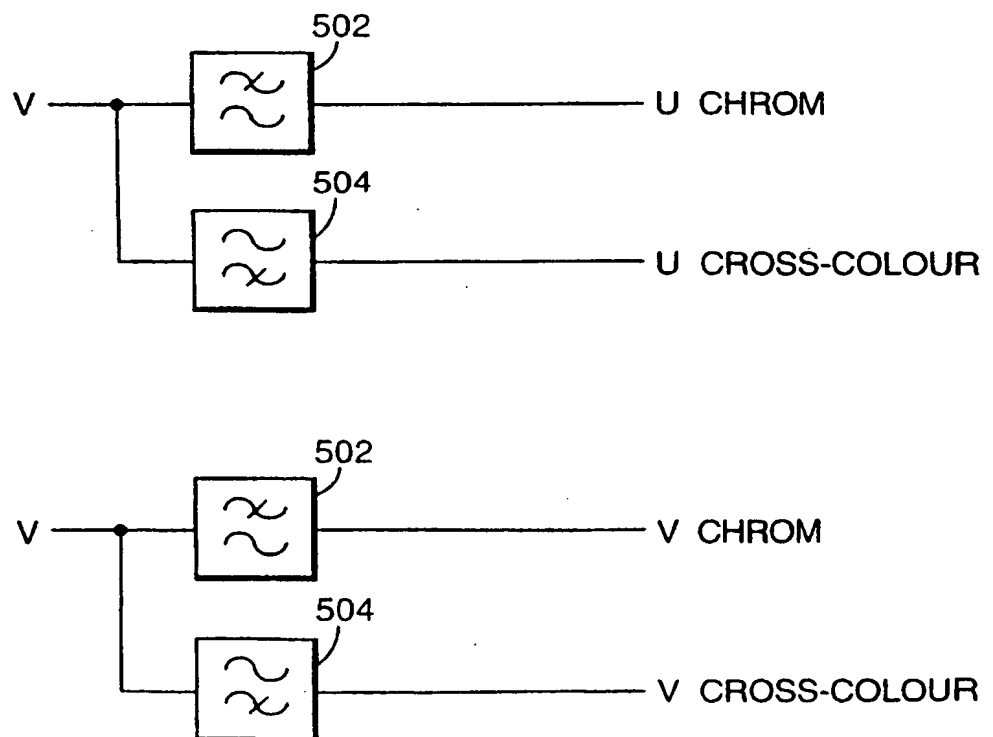 502
V U CHROM
504
U CROSS-COLOUR
502
V V CHROM
504
V CROSS-COLOUR